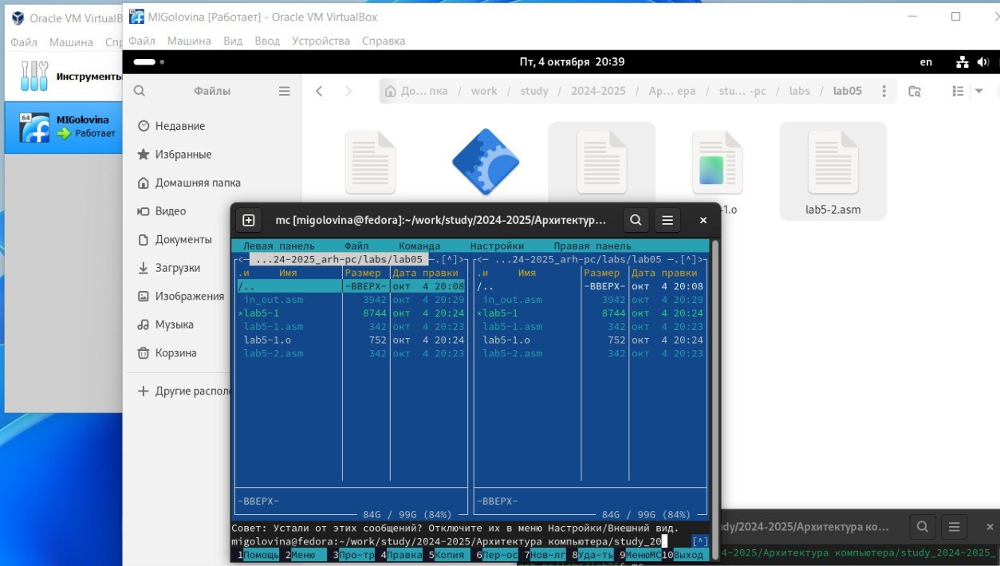 Oracle VM VirtualB
Файл Машина Спр
Инструменты
64
MIGolovina
Работает
MIGolovina [Работает] - Oracle VM VirtualBox
Файл Машина Вид Ввод Устройства Справка
Пт, 4 октября 20:39
en
Файлы
До... пка / work / study / 2024-2025 / Ар... ера / stu... -pc / labs / lab05
Недавние
Избранные
Домашняя папка
Видео
Документы
Загрузки
Изображения
Музыка
Корзина
Другие распол
-1.o
lab5-2.asm
mc [migolovina@fedora]:~/work/study/2024-2025/Архитектур...
Левая панель Файл Команда Настройки Правая панель
<— ...24-2025_arh-pc/labs/lab05 —.[^]>
.и Имя Размер Дата правки
/.. -ВВЕРХ- окт 4 20:08
in_out.asm 3942 окт 4 20:29
*lab5-1 8744 окт 4 20:24
lab5-1.asm 342 окт 4 20:23
lab5-1.o 752 окт 4 20:24
lab5-2.asm 342 окт 4 20:23
-ВВЕРХ-
84G / 99G (84%)
<— ...24-2025_arh-pc/labs/lab05 —.[^]>
.и Имя Размер Дата правки
/.. -ВВЕРХ- окт 4 20:08
in_out.asm 3942 окт 4 20:29
*lab5-1 8744 окт 4 20:24
lab5-1.asm 342 окт 4 20:23
lab5-1.o 752 окт 4 20:24
lab5-2.asm 342 окт 4 20:23
-ВВЕРХ-
84G / 99G (84%)
Совет: Устали от этих сообщений? Отключите их в меню Настройки/Внешний вид.
migolovina@fedora:~/work/study/2024-2025/Архитектура компьютера/study_20 [^]
1Помощь 2Меню 3Про~тр 4Правка 5Копия 6Пер~ос 7Нов~лг 8Уда~ть 9МенюMC 10Выход
dy/2024-2025/Архитектура ко...
4-2025/Архитектура компьютера/study_2024-2025_
arh-pc/labs/lab05$ mc